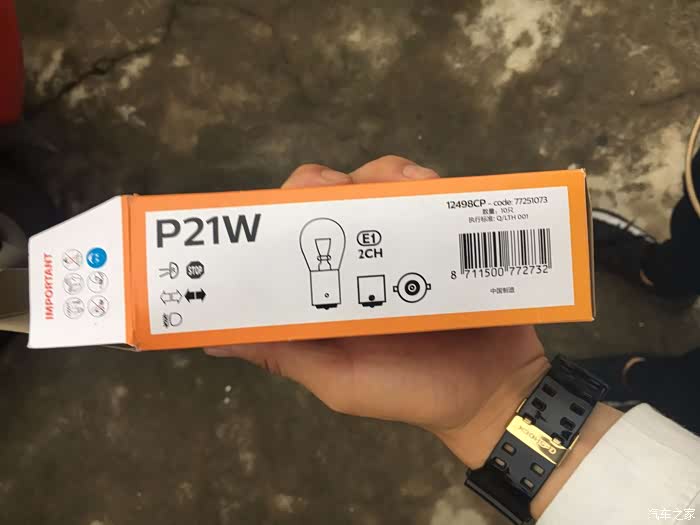 P21W
STOP
E1
2CH
12498CP - code: 77251073
数量: 10只
执行标准: Q/LTH 001
8 711500 772732
中国制造
IMPORTANT
G-SHOCK
汽车之家